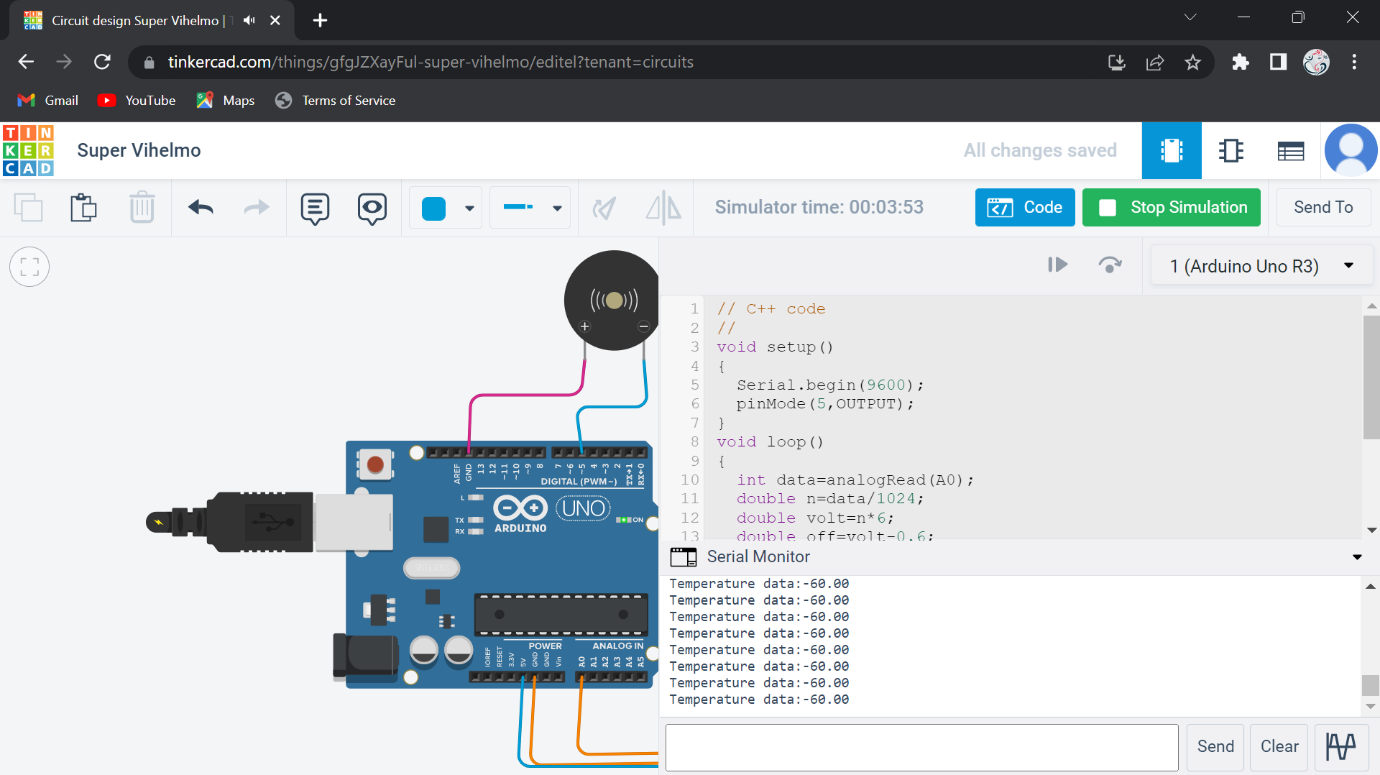 Circuit design Super Vihelmo |
tinkercad.com/things/gfgJZXayFul-super-vihelmo/editel?tenant=circuits
Gmail YouTube Maps Terms of Service
TIN
KER
CAD
Super Vihelmo
All changes saved
Simulator time: 00:03:53
Code
Stop Simulation
Send To
1 (Arduino Uno R3)
+ −
AREF GND 13 12 ~11 ~10 ~9 8 7 ~6 ~5 4 ~3 2 TX→1 RX←0
DIGITAL (PWM~)
L
TX
RX
ARDUINO
UNO
ON
POWER
ANALOG IN
IOREF RESET 3.3V 5V GND GND Vin A0 A1 A2 A3 A4 A5
1 // C++ code
2 //
3 void setup()
4 {
5 Serial.begin(9600);
6 pinMode(5,OUTPUT);
7 }
8 void loop()
9 {
10 int data=analogRead(A0);
11 double n=data/1024;
12 double volt=n*6;
13 double off=volt-0.6;
Serial Monitor
Temperature data:-60.00
Temperature data:-60.00
Temperature data:-60.00
Temperature data:-60.00
Temperature data:-60.00
Temperature data:-60.00
Temperature data:-60.00
Temperature data:-60.00
Send
Clear